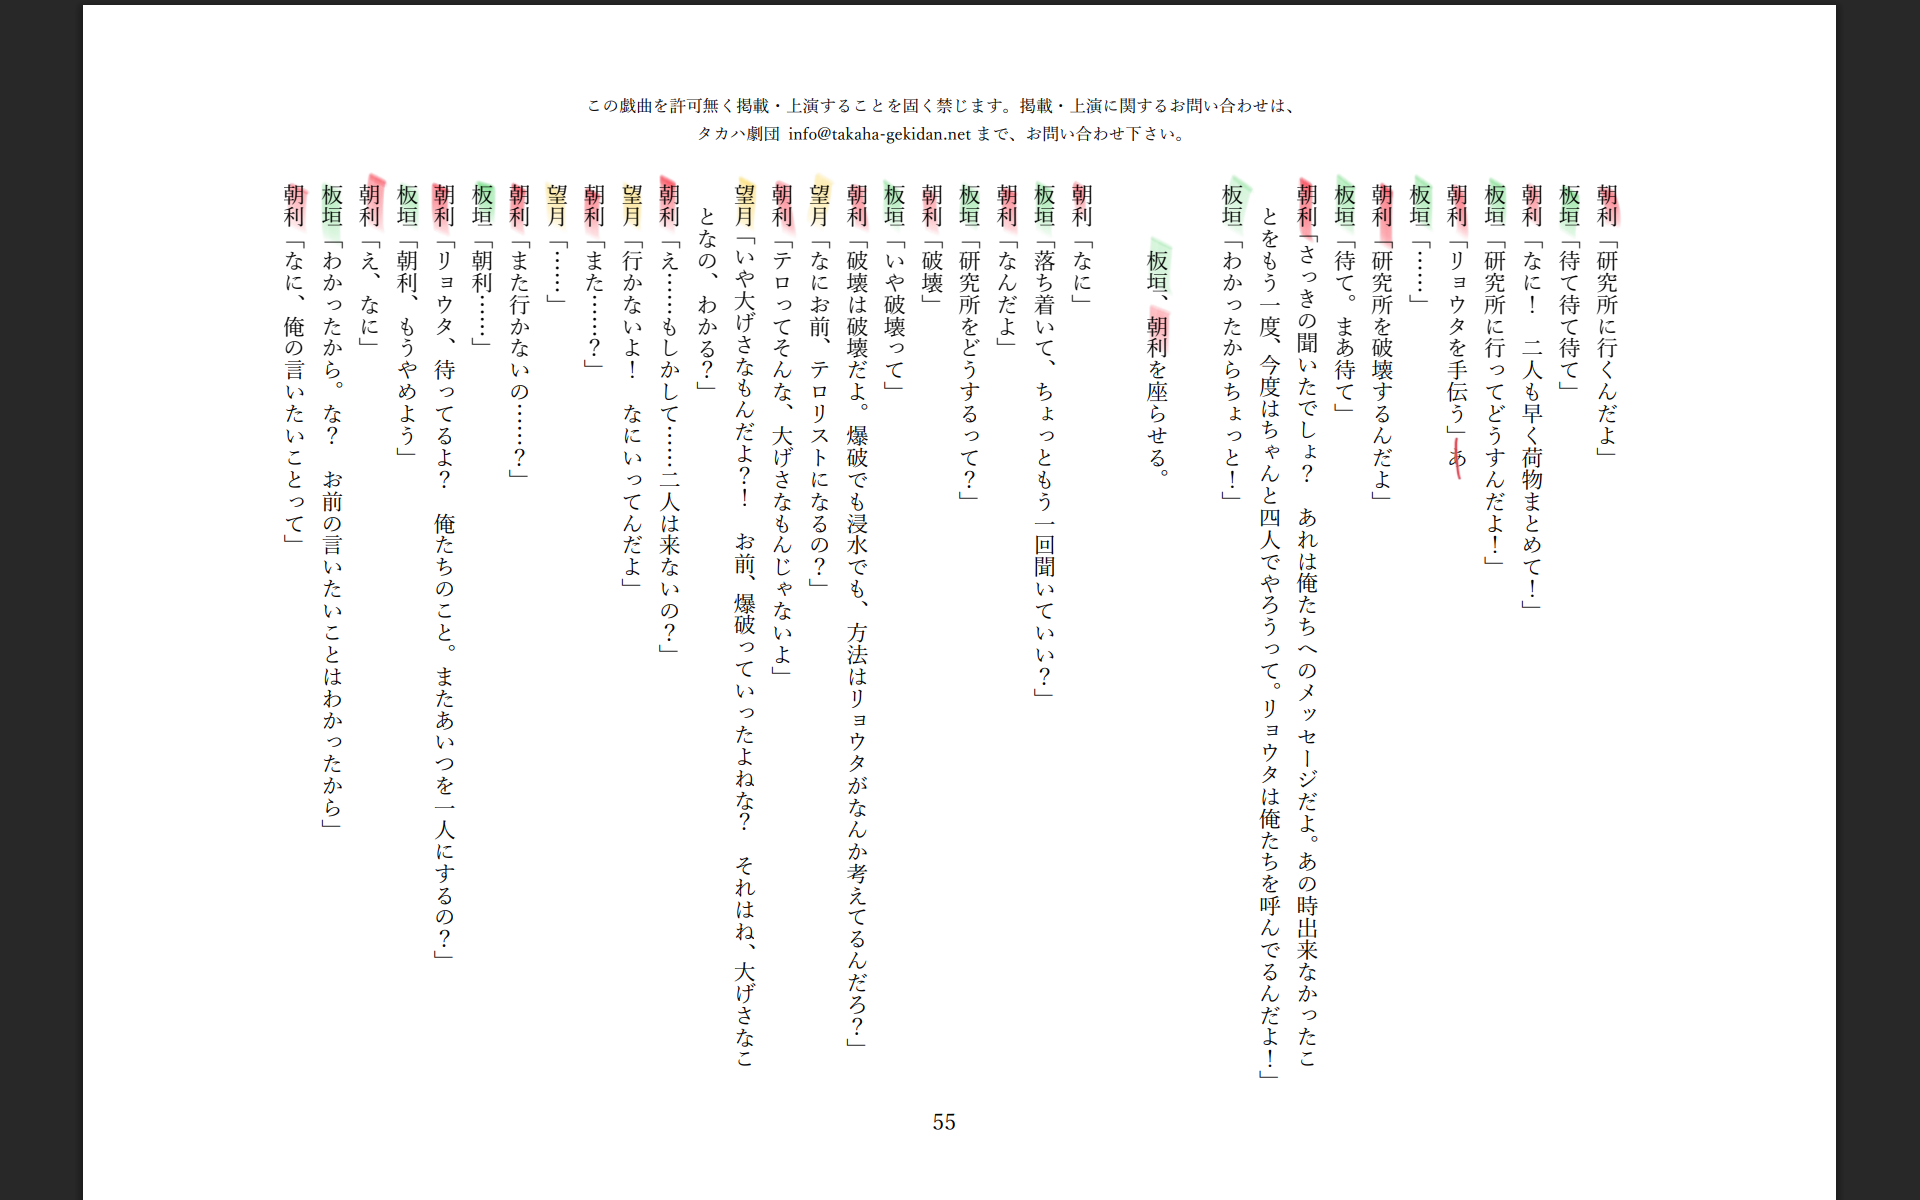 この戯曲を許可無く掲載・上演することを固く禁じます。掲載・上演に関するお問い合わせは、
タカハ劇団 info@takaha-gekidan.net まで、お問い合わせ下さい。
朝利「研究所に行くんだよ」
板垣「待て待て待て」
朝利「なに!　二人も早く荷物まとめて!」
板垣「研究所に行ってどうすんだよ!」
朝利「リョウタを手伝う」あ
板垣「……」
朝利「研究所を破壊するんだよ」
板垣「待て。まあ待て」
朝利「さっきの聞いたでしょ?　あれは俺たちへのメッセージだよ。あの時出来なかったこ
とをもう一度、今度はちゃんと四人でやろうって。リョウタは俺たちを呼んでるんだよ!」
板垣「わかったからちょっと!」
板垣、朝利を座らせる。
朝利「なに」
板垣「落ち着いて、ちょっともう一回聞いていい?」
朝利「なんだよ」
板垣「研究所をどうするって?」
朝利「破壊」
板垣「いや破壊って」
朝利「破壊は破壊だよ。爆破でも浸水でも、方法はリョウタがなんか考えてるんだろ?」
望月「なにお前、テロリストになるの?」
朝利「テロってそんな、大げさなもんじゃないよ」
望月「いや大げさなもんだよ?!　お前、爆破っていったよねな?　それはね、大げさなこ
となの、わかる?」
朝利「え……もしかして……二人は来ないの?」
望月「行かないよ!　なにいってんだよ」
朝利「また……?」
望月「……」
朝利「また行かないの……?」
板垣「朝利……」
朝利「リョウタ、待ってるよ?　俺たちのこと。またあいつを一人にするの?」
板垣「朝利、もうやめよう」
朝利「え、なに」
板垣「わかったから。な?　お前の言いたいことはわかったから」
朝利「なに、俺の言いたいことって」
55